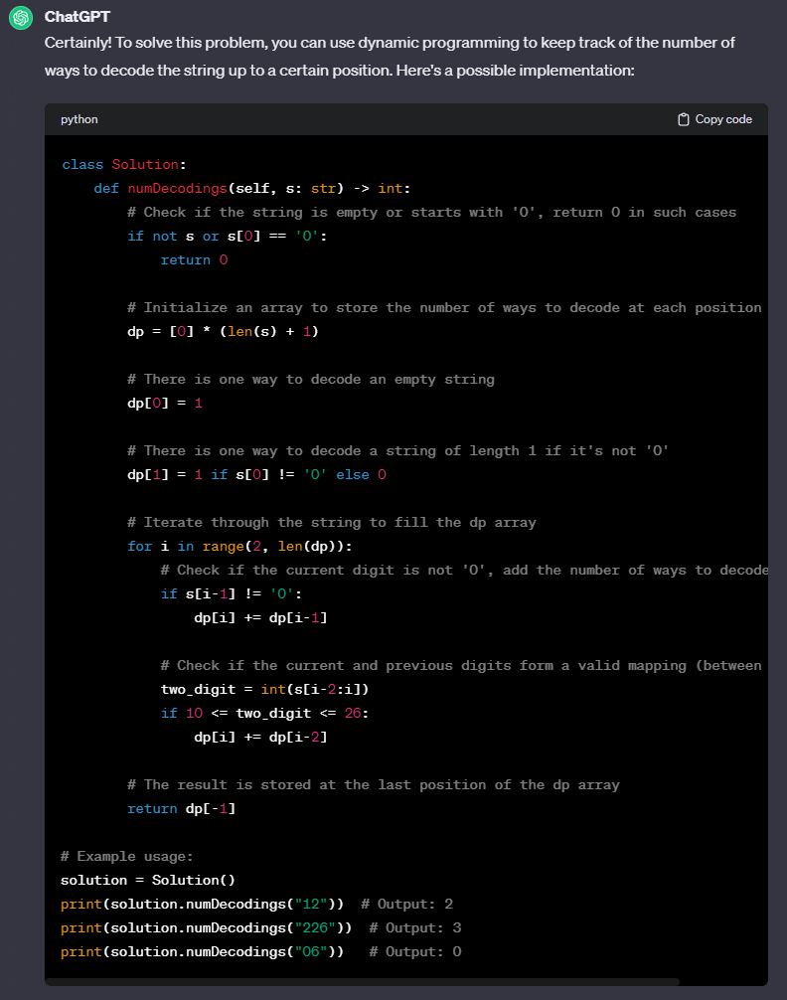 ChatGPT
Certainly! To solve this problem, you can use dynamic programming to keep track of the number of
ways to decode the string up to a certain position. Here's a possible implementation:
python
Copy code
class Solution:
    def numDecodings(self, s: str) -> int:
        # Check if the string is empty or starts with '0', return 0 in such cases
        if not s or s[0] == '0':
            return 0
        # Initialize an array to store the number of ways to decode at each position
        dp = [0] * (len(s) + 1)
        # There is one way to decode an empty string
        dp[0] = 1
        # There is one way to decode a string of length 1 if it's not '0'
        dp[1] = 1 if s[0] != '0' else 0
        # Iterate through the string to fill the dp array
        for i in range(2, len(dp)):
            # Check if the current digit is not '0', add the number of ways to decode
            if s[i-1] != '0':
                dp[i] += dp[i-1]
            # Check if the current and previous digits form a valid mapping (between
            two_digit = int(s[i-2:i])
            if 10 <= two_digit <= 26:
                dp[i] += dp[i-2]
        # The result is stored at the last position of the dp array
        return dp[-1]
# Example usage:
solution = Solution()
print(solution.numDecodings("12"))  # Output: 2
print(solution.numDecodings("226"))  # Output: 3
print(solution.numDecodings("06"))   # Output: 0